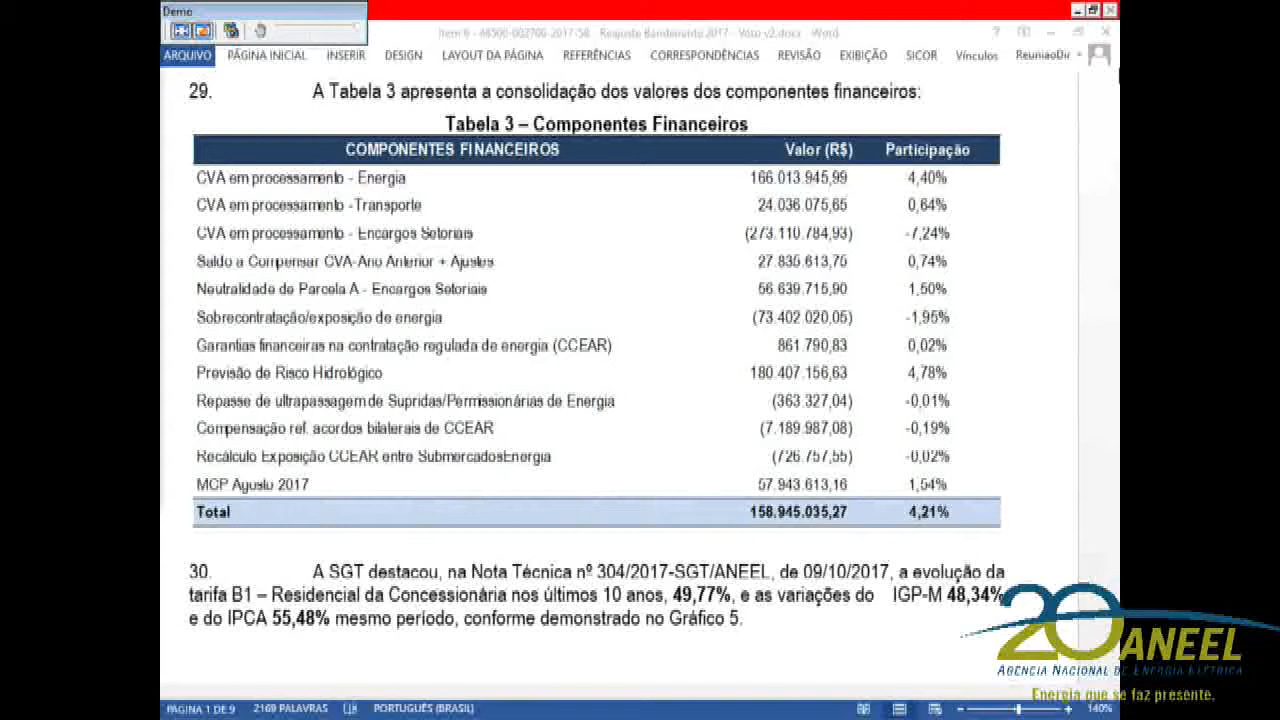 Demo
Item 6 - 48500-002700-2017-58 - Reajuste Bandeirante 2017 - Voto v2.docx - Word
ARQUIVO PÁGINA INICIAL INSERIR DESIGN LAYOUT DA PÁGINA REFERÊNCIAS CORRESPONDÊNCIAS REVISÃO EXIBIÇÃO SICOR Vínculos ReuniaoDir
29. A Tabela 3 apresenta a consolidação dos valores dos componentes financeiros:
Tabela 3 – Componentes Financeiros
COMPONENTES FINANCEIROS Valor (R$) Participação
CVA em processamento - Energia 166.013.945,99 4,40%
CVA em processamento -Transporte 24.036.075,65 0,64%
CVA em processamento - Encargos Setoriais (273.110.784,93) -7,24%
Saldo a Compensar CVA-Ano Anterior + Ajustes 27.835.613,75 0,74%
Neutralidade de Parcela A - Encargos Setoriais 56.639.715,90 1,50%
Sobrecontratação/exposição de energia (73.402.020,05) -1,95%
Garantias financeiras na contratação regulada de energia (CCEAR) 861.790,83 0,02%
Previsão de Risco Hidrológico 180.407.156,63 4,78%
Repasse de ultrapassagem de Supridas/Permissionárias de Energia (363.327,04) -0,01%
Compensação ref. acordos bilaterais de CCEAR (7.189.987,08) -0,19%
Recálculo Exposição CCEAR entre SubmercadosEnergia (726.757,55) -0,02%
MCP Agosto 2017 57.943.613,16 1,54%
Total 158.945.035,27 4,21%
30. A SGT destacou, na Nota Técnica nº 304/2017-SGT/ANEEL, de 09/10/2017, a evolução da
tarifa B1 – Residencial da Concessionária nos últimos 10 anos, 49,77%, e as variações do IGP-M 48,34%
e do IPCA 55,48% mesmo período, conforme demonstrado no Gráfico 5.
20 ANEEL
AGÊNCIA NACIONAL DE ENERGIA ELÉTRICA
Energia que se faz presente.
PÁGINA 1 DE 9 2169 PALAVRAS PORTUGUÊS (BRASIL) 140%